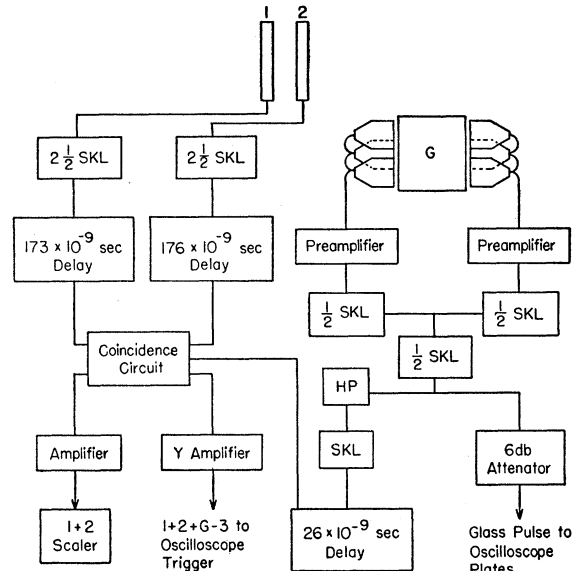 1 2
2 1/2 SKL
2 1/2 SKL
G
173 x 10^-9 sec
Delay
176 x 10^-9 sec
Delay
Preamplifier
Preamplifier
1/2 SKL
1/2 SKL
Coincidence
Circuit
1/2 SKL
HP
Amplifier
Y Amplifier
SKL
6db
Attenator
1+2
Scaler
1+2+G-3 to
Oscilloscope
Trigger
26 x 10^-9 sec
Delay
Glass Pulse to
Oscilloscope
Plates